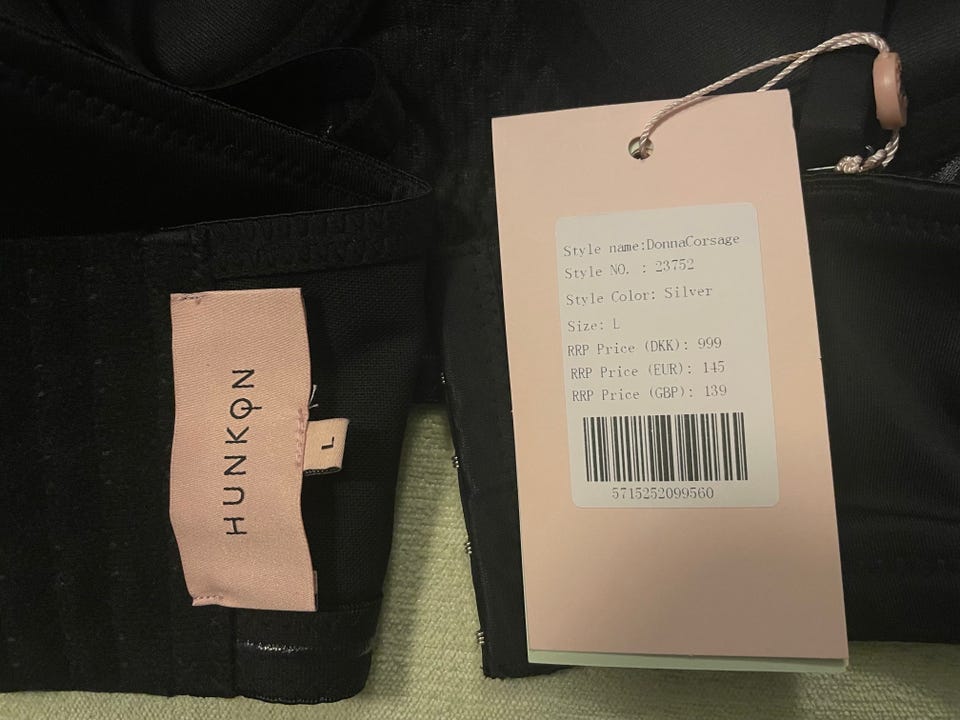 HUNKØN
L
Style name:DonnaCorsage
Style NO. : 23752
Style Color: Silver
Size: L
RRP Price (DKK): 999
RRP Price (EUR): 145
RRP Price (GBP): 139
5715252099560